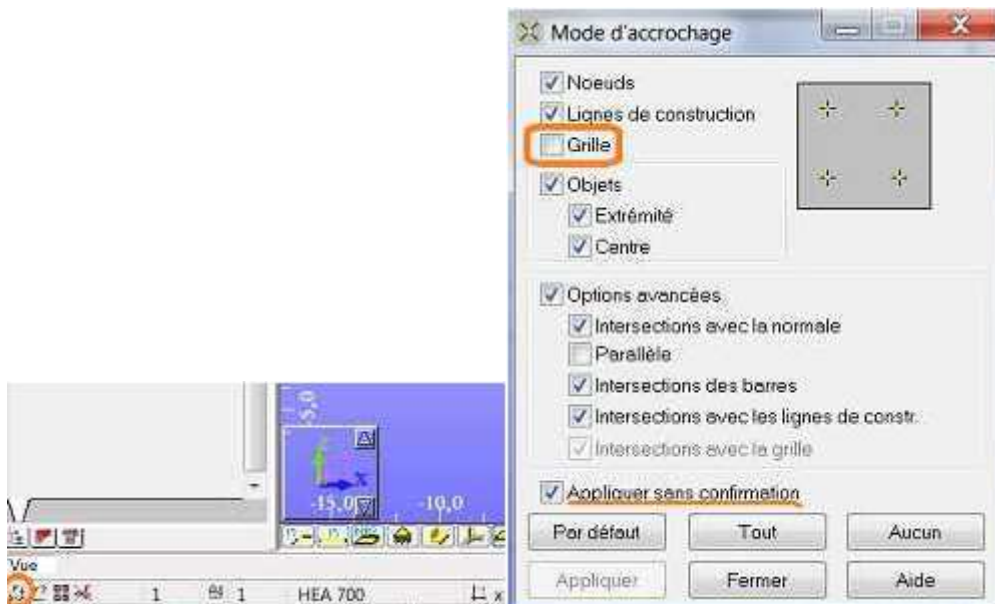 Mode d'accrochage
Noeuds
Lignes de construction
Grille
Objets
Extrémité
Centre
Options avancées
Intersections avec la normale
Parallèle
Intersections des barres
Intersections avec les lignes de constr.
Intersections avec la grille
Appliquer sans confirmation
Par défaut Tout Aucun
Appliquer Fermer Aide
-5,0
-15,0 -10,0
Vue
1 1 HEA 700 x